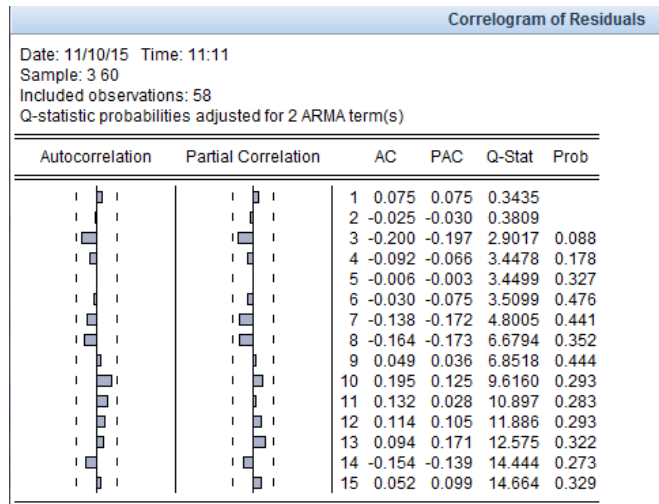 Correlogram of Residuals
Date: 11/10/15 Time: 11:11
Sample: 3 60
Included observations: 58
Q-statistic probabilities adjusted for 2 ARMA term(s)
Autocorrelation Partial Correlation AC PAC Q-Stat Prob
1 0.075 0.075 0.3435
2 -0.025 -0.030 0.3809
3 -0.200 -0.197 2.9017 0.088
4 -0.092 -0.066 3.4478 0.178
5 -0.006 -0.003 3.4499 0.327
6 -0.030 -0.075 3.5099 0.476
7 -0.138 -0.172 4.8005 0.441
8 -0.164 -0.173 6.6794 0.352
9 0.049 0.036 6.8518 0.444
10 0.195 0.125 9.6160 0.293
11 0.132 0.028 10.897 0.283
12 0.114 0.105 11.886 0.293
13 0.094 0.171 12.575 0.322
14 -0.154 -0.139 14.444 0.273
15 0.052 0.099 14.664 0.329